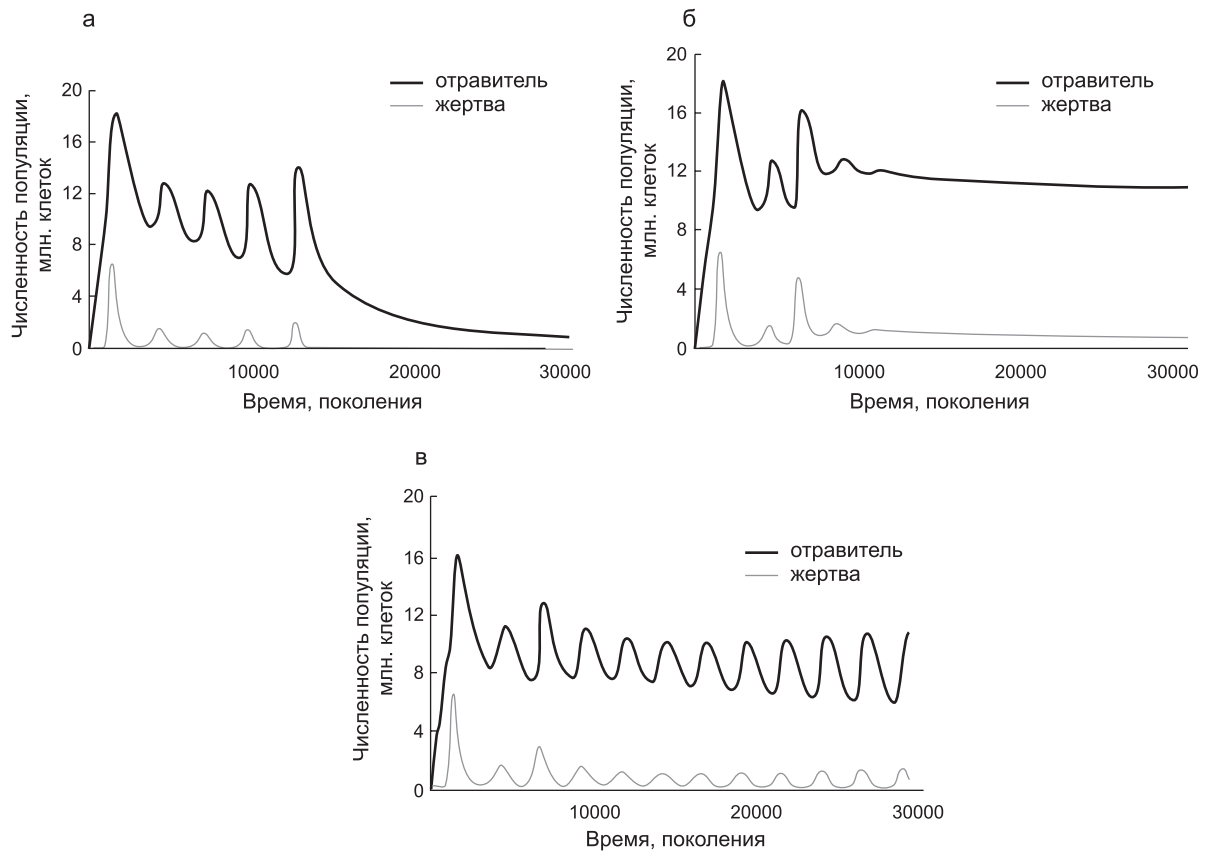 а
20
16
12
8
4
0
Численность популяции,
млн. клеток
отравитель
жертва
10000
20000
30000
Время, поколения
б
20
16
12
8
4
0
Численность популяции,
млн. клеток
отравитель
жертва
10000
20000
30000
Время, поколения
в
20
16
12
8
4
0
Численность популяции,
млн. клеток
отравитель
жертва
10000
20000
30000
Время, поколения